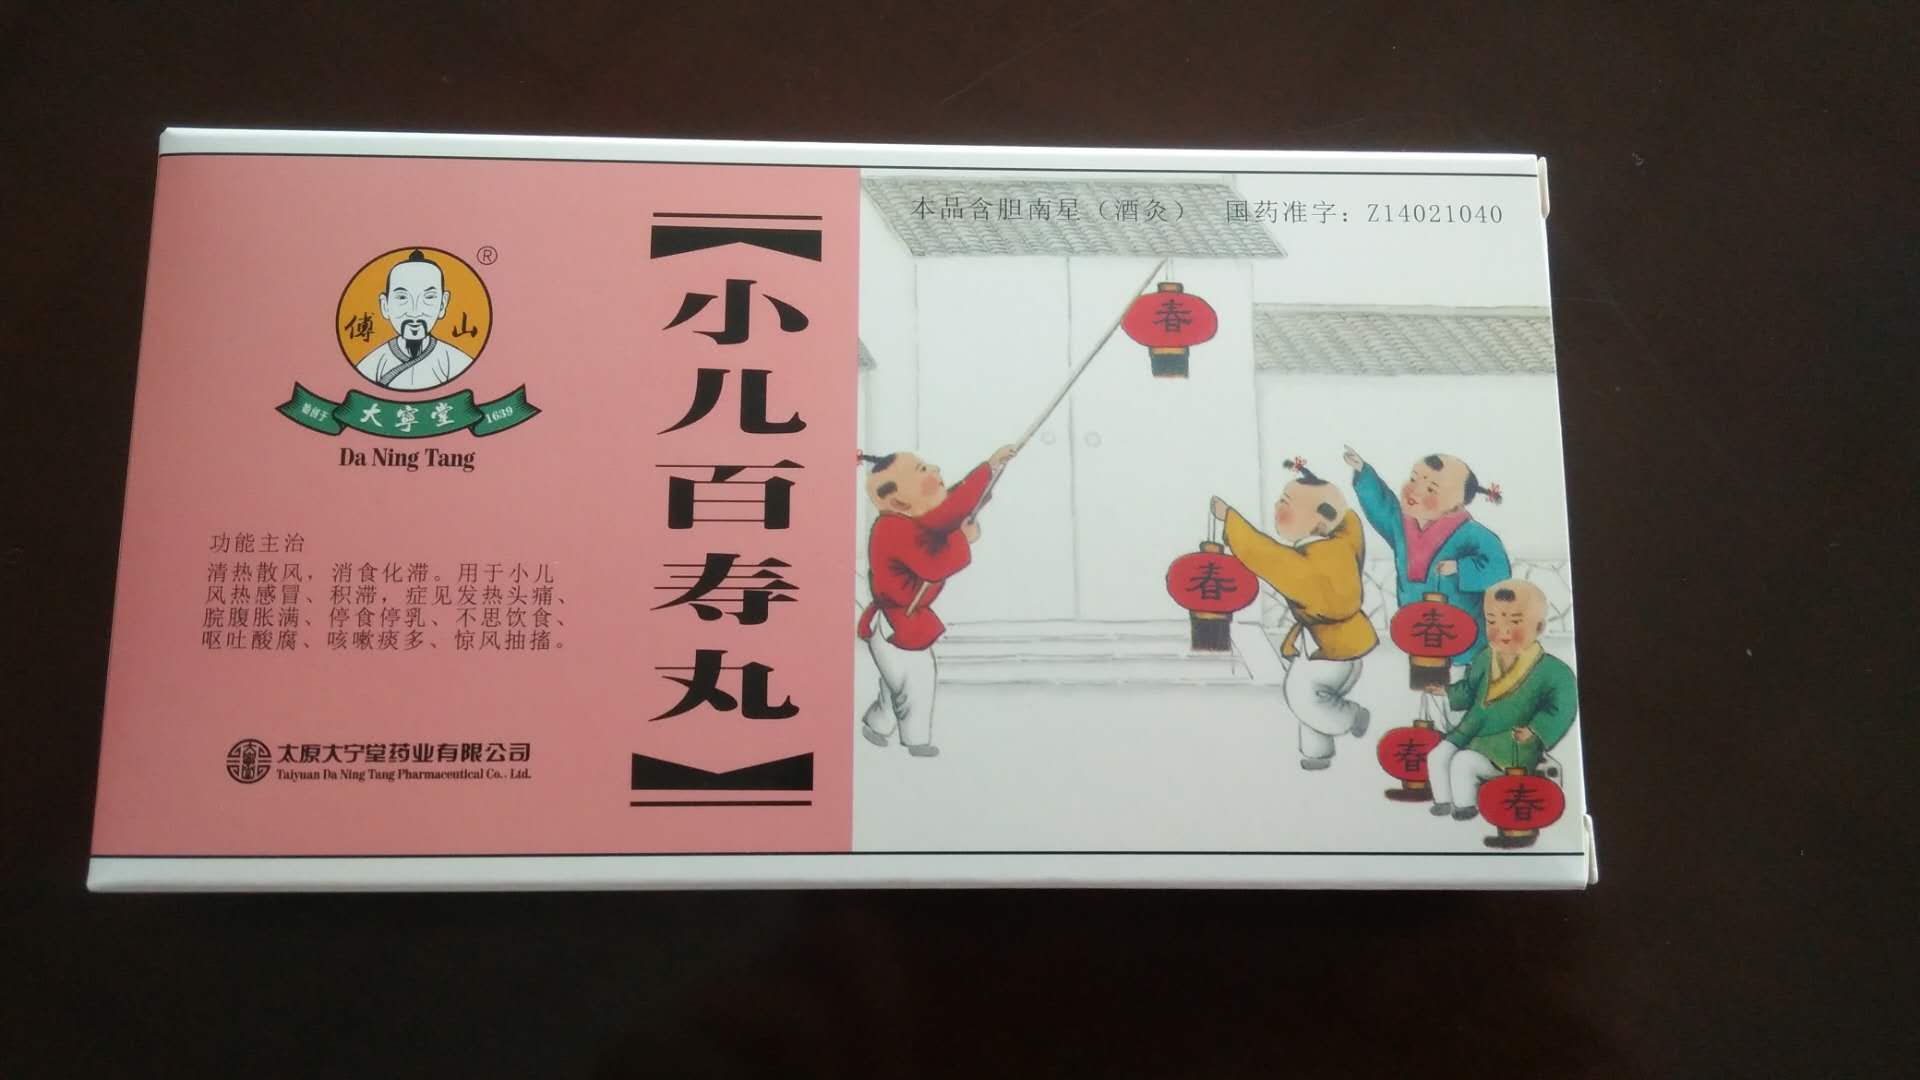 本品含胆南星（酒灸） 国药准字：Z14021040
®
傅山
始创于 大寧堂 1639
Da Ning Tang
【小儿百寿丸】
功能主治
清热散风，消食化滞。用于小儿
风热感冒、积滞，症见发热头痛、
脘腹胀满、停食停乳、不思饮食、
呕吐酸腐、咳嗽痰多、惊风抽搐。
太原大宁堂药业有限公司
Taiyuan Da Ning Tang Pharmaceutical Co., Ltd.
春
春
春
春
春